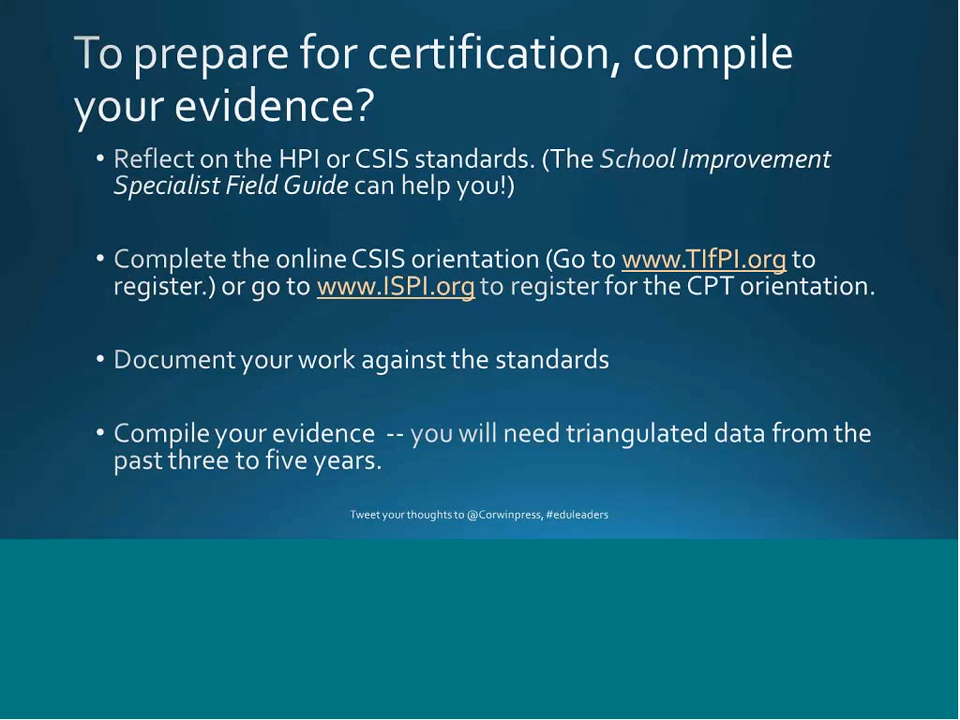 To prepare for certification, compile
your evidence?
• Reflect on the HPI or CSIS standards. (The School Improvement
Specialist Field Guide can help you!)
• Complete the online CSIS orientation (Go to www.TIfPI.org to
register.) or go to www.ISPI.org to register for the CPT orientation.
• Document your work against the standards
• Compile your evidence -- you will need triangulated data from the
past three to five years.
Tweet your thoughts to @Corwinpress, #eduleaders